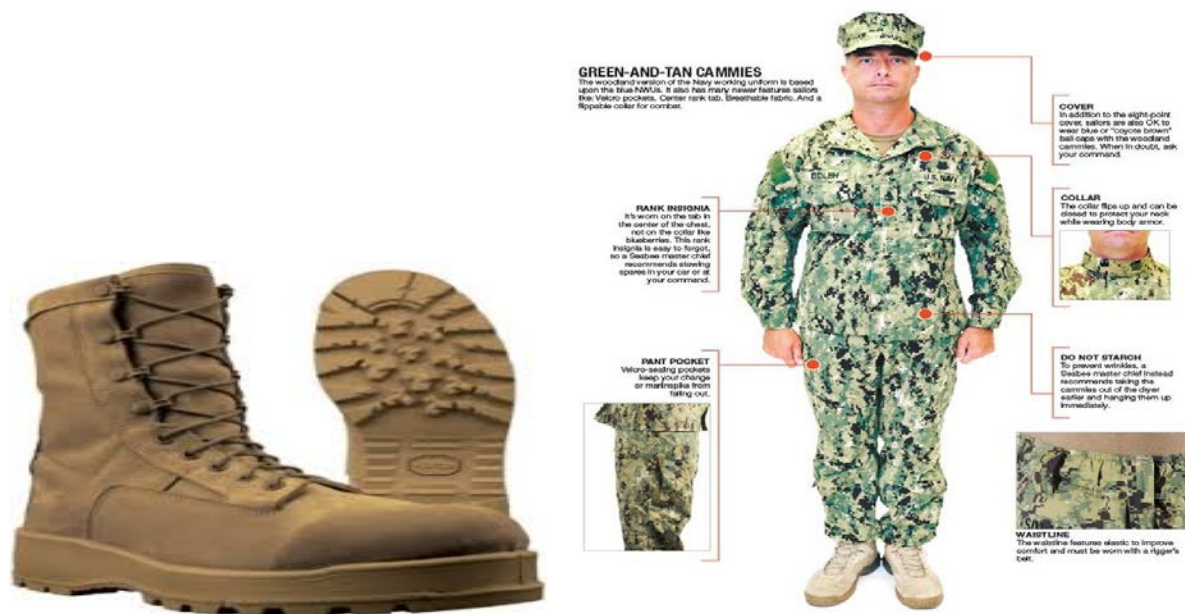 GREEN-AND-TAN CAMMIES
The woodland version of the Navy working uniform is based
upon the blue NWUs. It also has many newer features sailors
like: Velcro pockets. Center rank tab. Breathable fabric. And a
flippable collar for combat.
COVER
In addition to the eight-point
cover, sailors are also OK to
wear blue or "coyote brown"
ball caps with the woodland
cammies. When in doubt, ask
your command.
U.S. NAVY
RANK INSIGNIA
It's worn on the tab in
the center of the chest,
not on the collar like
blueberries. This rank
insignia is easy to forget,
so a Seabee master chief
recommends stowing
spares in your car or at
your command.
COLLAR
The collar flips up and can be
closed to protect your neck
while wearing body armor.
PANT POCKET
Velcro-sealing pockets
keep your change
or marlinspike from
falling out.
DO NOT STARCH
To prevent wrinkles, a
Seabee master chief instead
recommends taking the
cammies out of the dryer
earlier and hanging them up
immediately.
WAISTLINE
The waistline features elastic to improve
comfort and must be worn with a rigger's
belt.